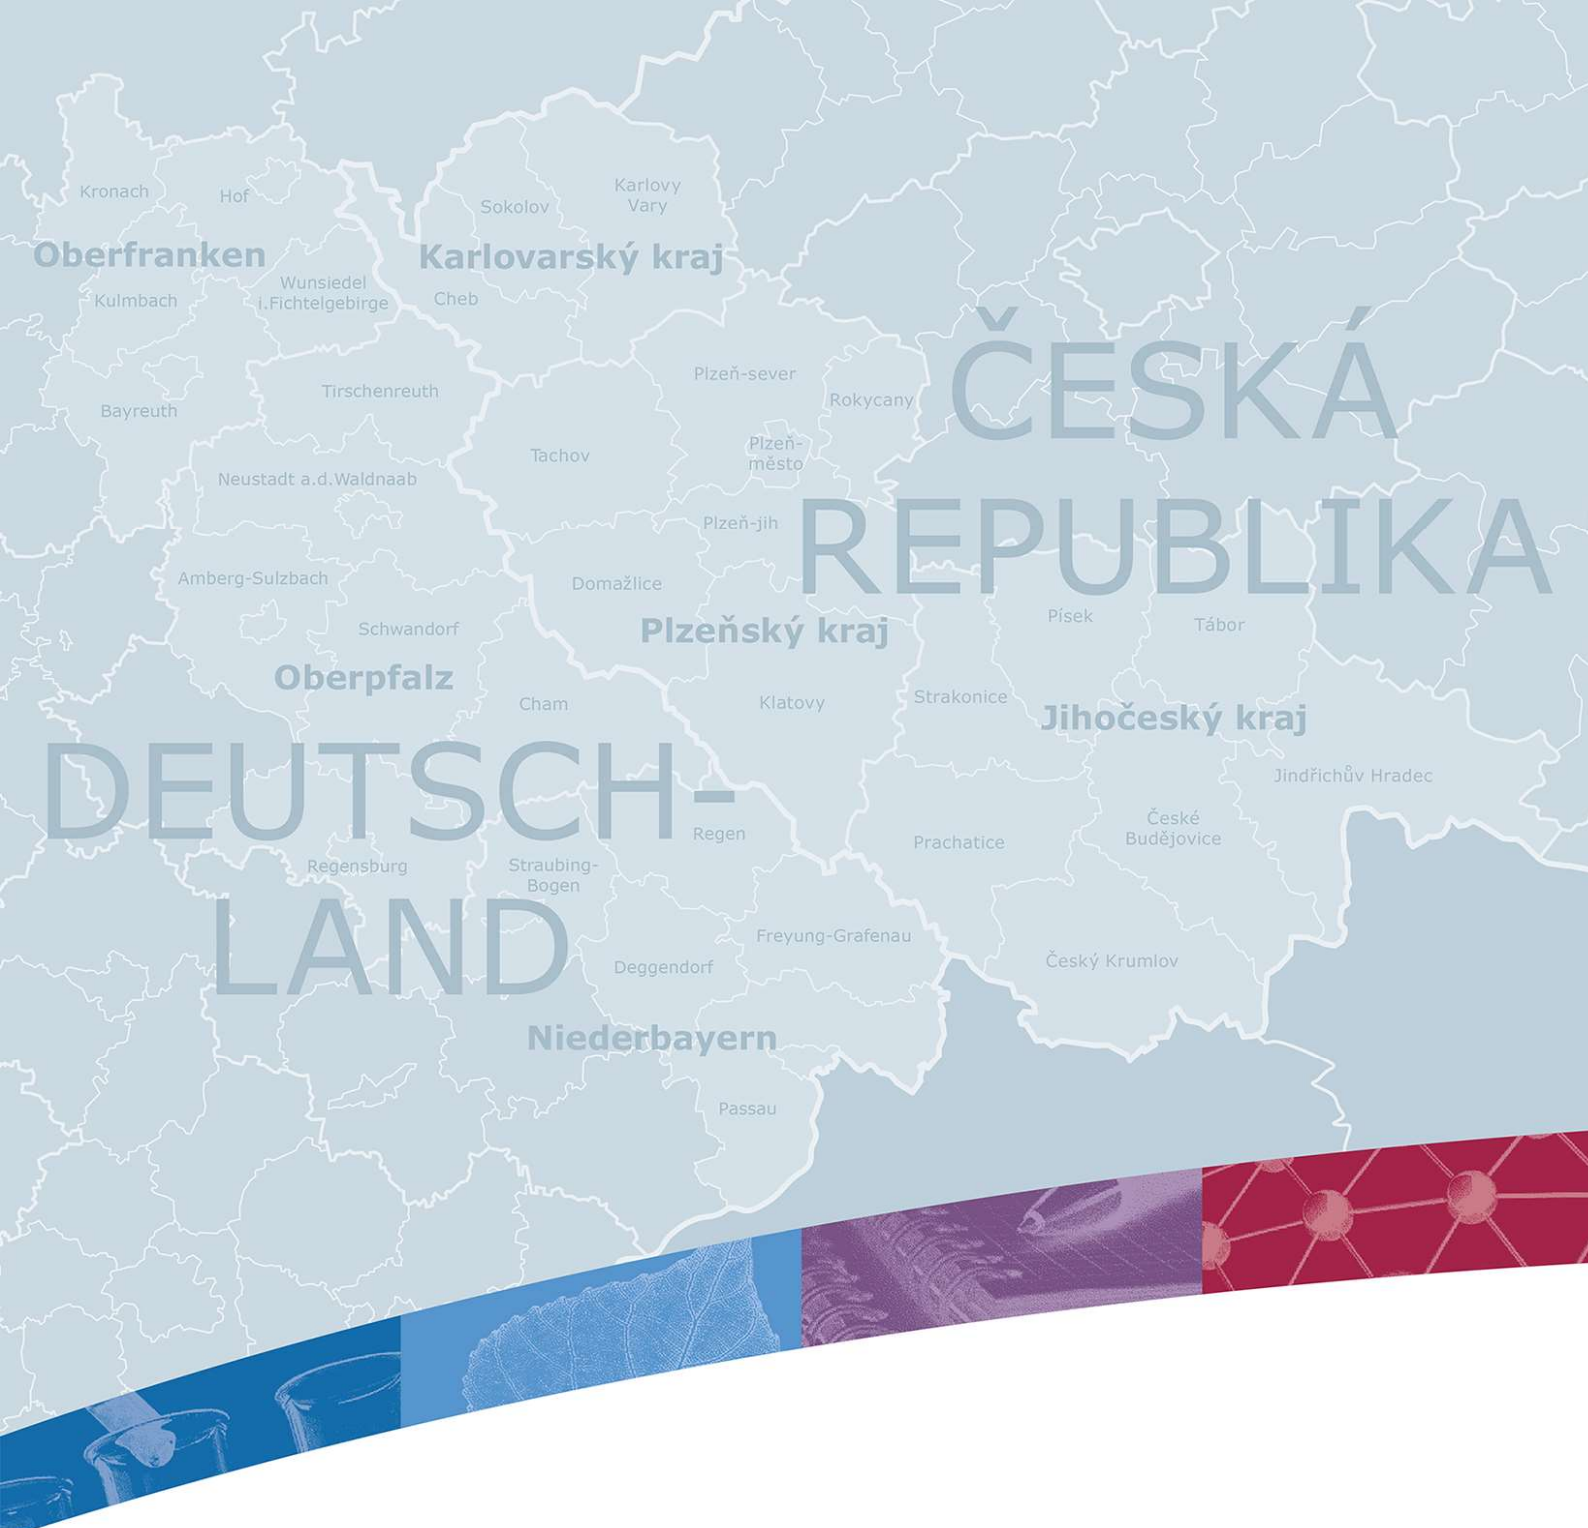 Kronach
Hof
Sokolov
Karlovy
Vary
Oberfranken
Karlovarský kraj
Wunsiedel
i.Fichtelgebirge
Kulmbach
Cheb
ČESKÁ
REPUBLIKA
Plzeň-sever
Tirschenreuth
Rokycany
Bayreuth
Plzeň-
město
Tachov
Neustadt a.d.Waldnaab
Plzeň-jih
Amberg-Sulzbach
Domažlice
Písek
Tábor
Schwandorf
Plzeňský kraj
Oberpfalz
Cham
Klatovy
Strakonice
Jihočeský kraj
DEUTSCH-
LAND
Jindřichův Hradec
České
Budějovice
Regen
Prachatice
Regensburg
Straubing-
Bogen
Freyung-Grafenau
Deggendorf
Český Krumlov
Niederbayern
Passau